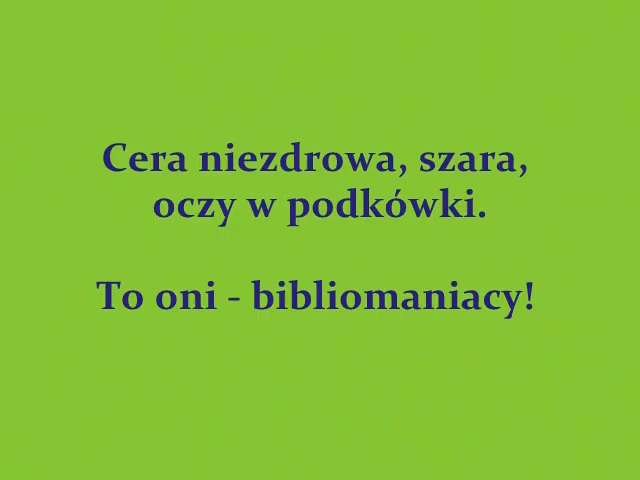 Cera niezdrowa, szara,
oczy w podkówki.
To oni - bibliomaniacy!